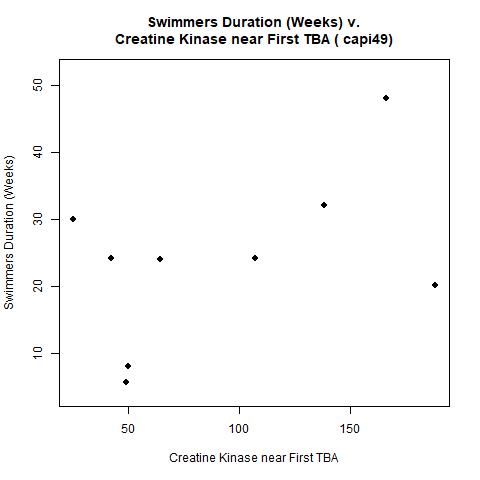 Swimmers Duration (Weeks) v.
Creatine Kinase near First TBA ( capi49)
Swimmers Duration (Weeks)
50
40
30
20
10
50
100
150
Creatine Kinase near First TBA